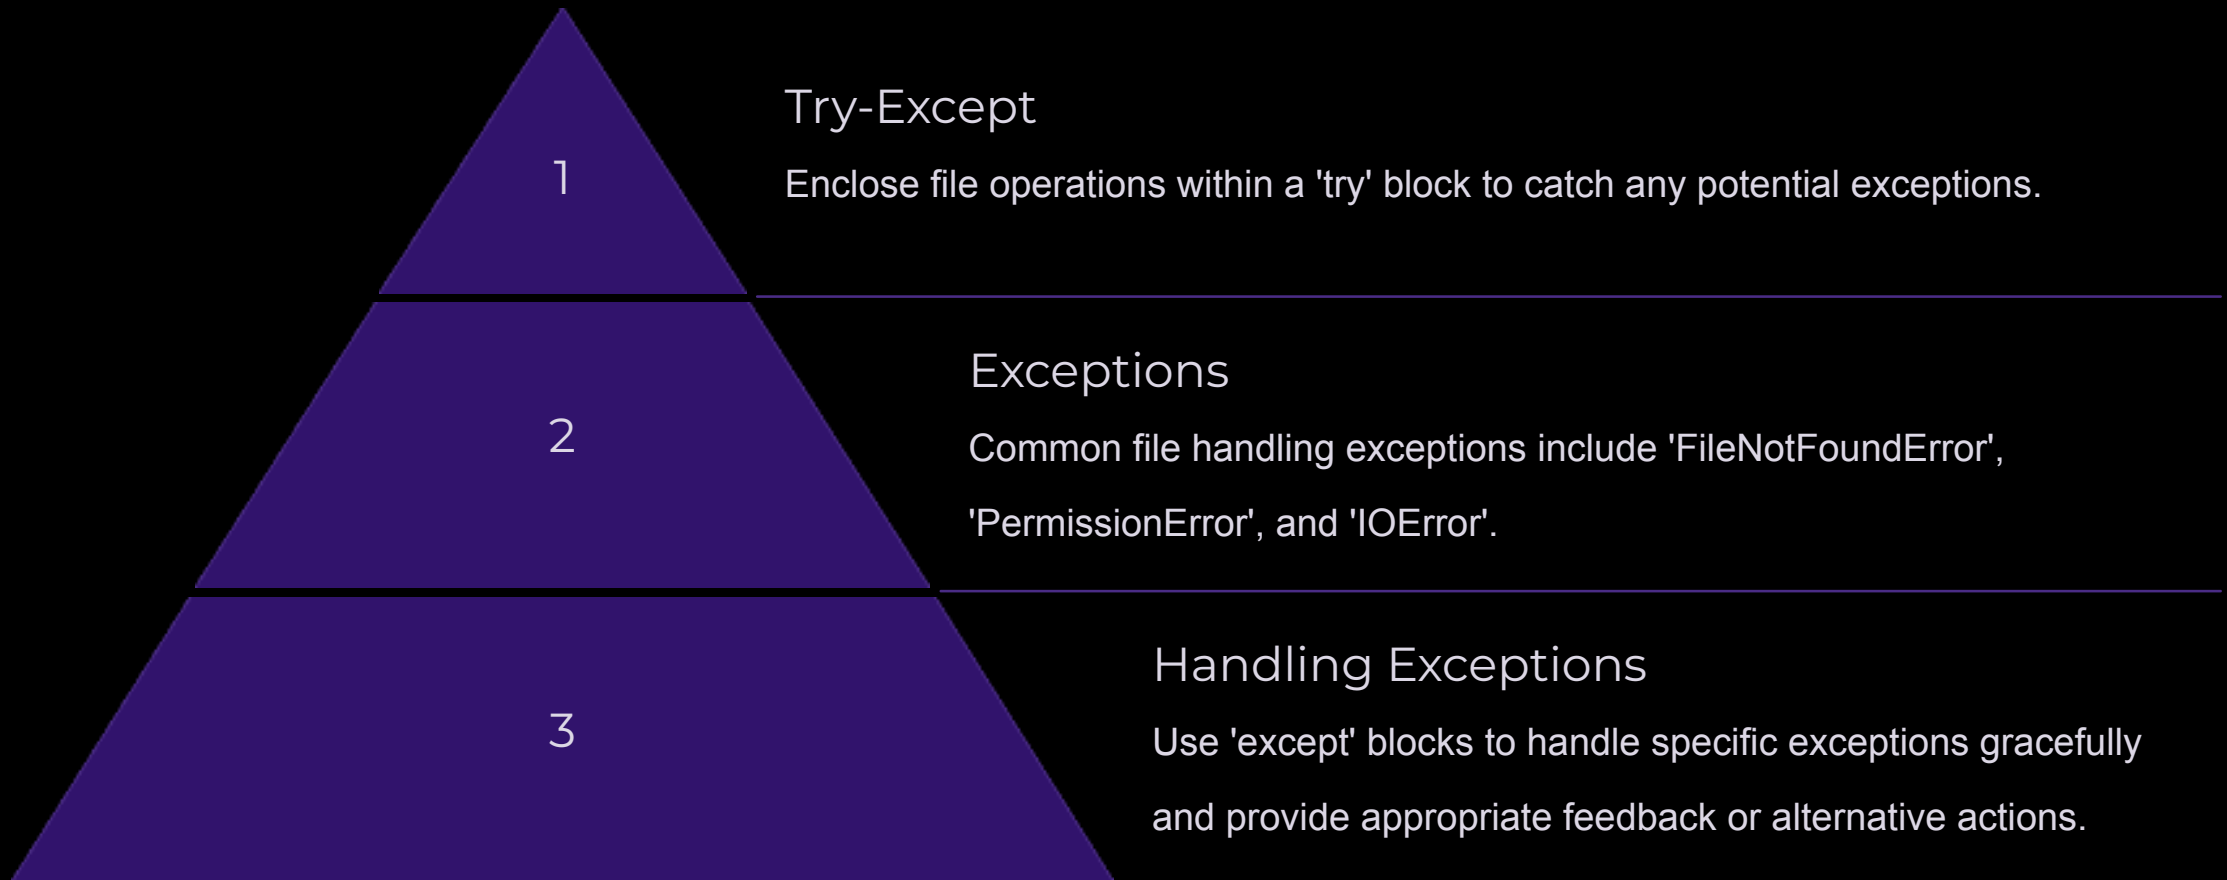 1
Try-Except
Enclose file operations within a 'try' block to catch any potential exceptions.
2
Exceptions
Common file handling exceptions include 'FileNotFoundError',
'PermissionError', and 'IOError'.
3
Handling Exceptions
Use 'except' blocks to handle specific exceptions gracefully
and provide appropriate feedback or alternative actions.